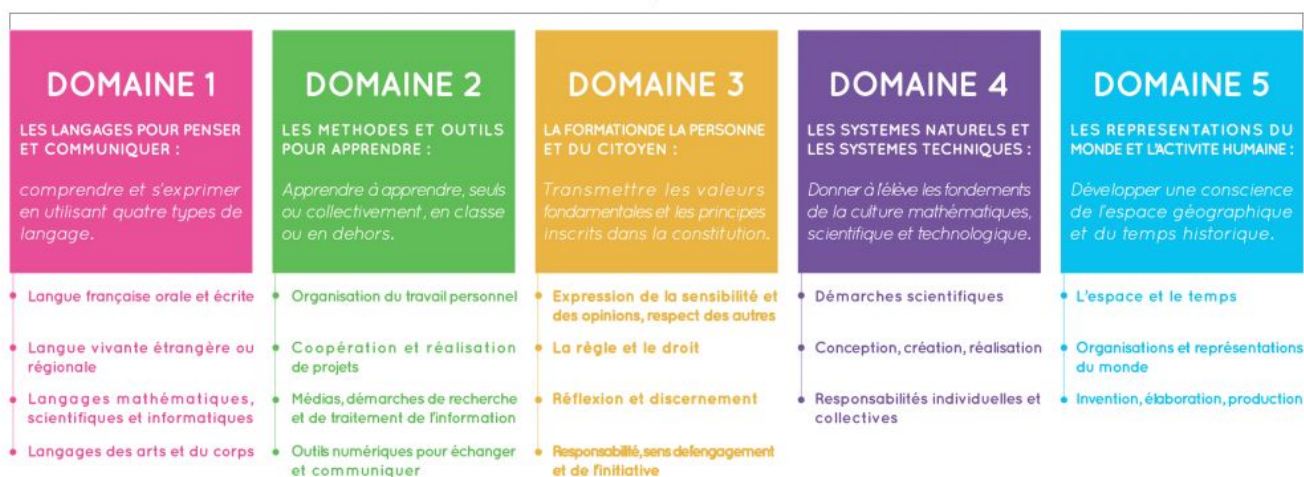 DOMAINE 1
LES LANGAGES POUR PENSER
ET COMMUNIQUER :
comprendre et s'exprimer
en utilisant quatre types de
langage.
Langue française orale et écrite
Langue vivante étrangère ou
régionale
Langages mathématiques,
scientifiques et informatiques
Langages des arts et du corps
DOMAINE 2
LES METHODES ET OUTILS
POUR APPRENDRE :
Apprendre à apprendre, seuls
ou collectivement, en classe
ou en dehors.
Organisation du travail personnel
Coopération et réalisation
de projets
Médias, démarches de recherche
et de traitement de l'information
Outils numériques pour échanger
et communiquer
DOMAINE 3
LA FORMATIONDE LA PERSONNE
ET DU CITOYEN :
Transmettre les valeurs
fondamentales et les principes
inscrits dans la constitution.
Expression de la sensibilité et
des opinions, respect des autres
La règle et le droit
Réflexion et discernement
Responsabilité, sens de l'engagement
et de l'initiative
DOMAINE 4
LES SYSTEMES NATURELS ET
LES SYSTEMES TECHNIQUES :
Donner à l'élève les fondements
de la culture mathématiques,
scientifique et technologique.
Démarches scientifiques
Conception, création, réalisation
Responsabilités individuelles et
collectives
DOMAINE 5
LES REPRESENTATIONS DU
MONDE ET L'ACTIVITE HUMAINE :
Développer une conscience
de l'espace géographique
et du temps historique.
L'espace et le temps
Organisations et représentations
du monde
Invention, élaboration, production